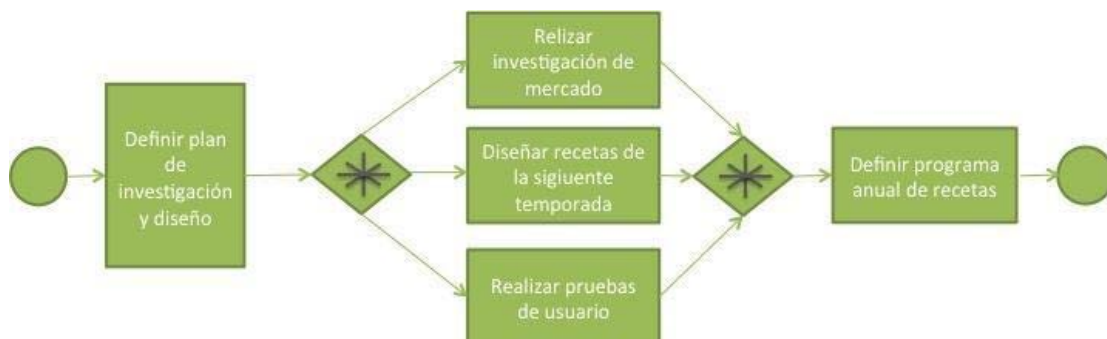 Definir plan
de
investigación
y diseño
Relizar
investigación de
mercado
Diseñar recetas de
la sigiuente
temporada
Realizar pruebas
de usuario
Definir programa
anual de recetas